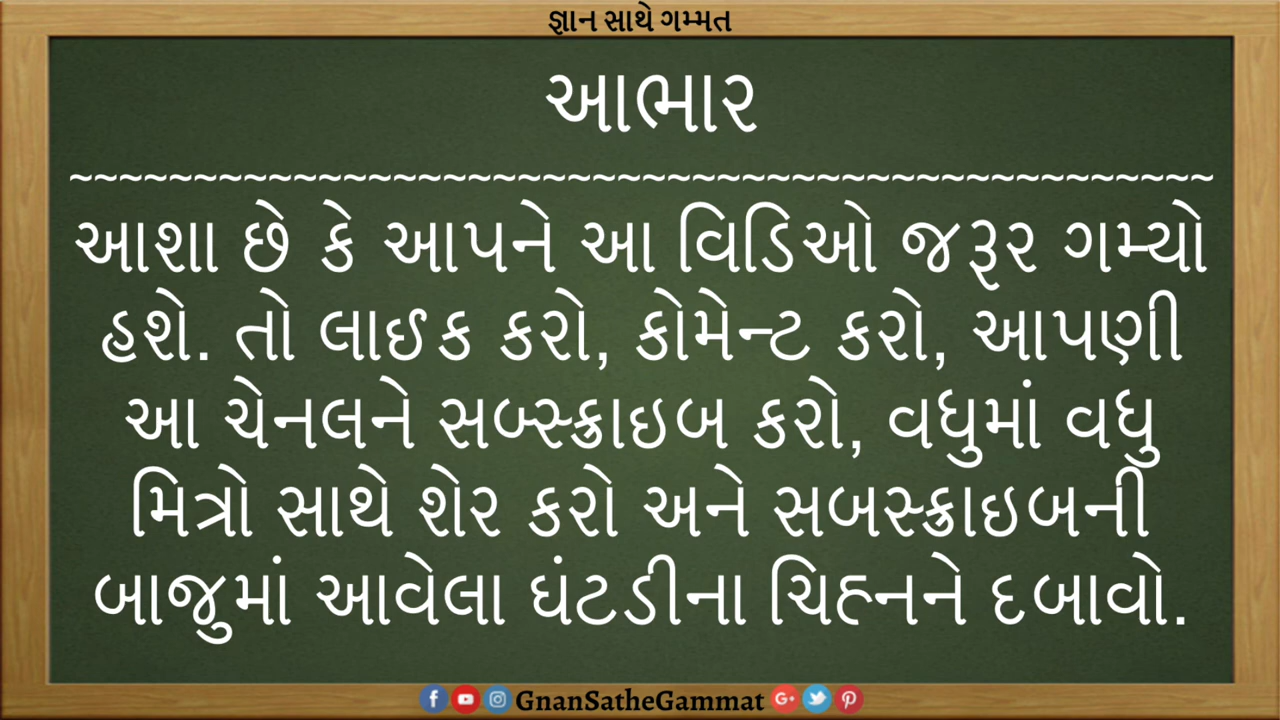 જ્ઞાન સાથે ગમ્મત
આભાર
~~~~~~~~~~~~~~~~~~~~~~~~~~~~~~~~~~~~~~~~~~~~~~
આશા છે કે આપને આ વિડિઓ જરૂર ગમ્યો
હશે. તો લાઈક કરો, કોમેન્ટ કરો, આપણી
આ ચેનલને સબ્સ્ક્રાઇબ કરો, વધુમાં વધુ
મિત્રો સાથે શેર કરો અને સબસ્ક્રાઇબની
બાજુમાં આવેલા ઘંટડીના ચિહ્નને દબાવો.
GnanSatheGammat